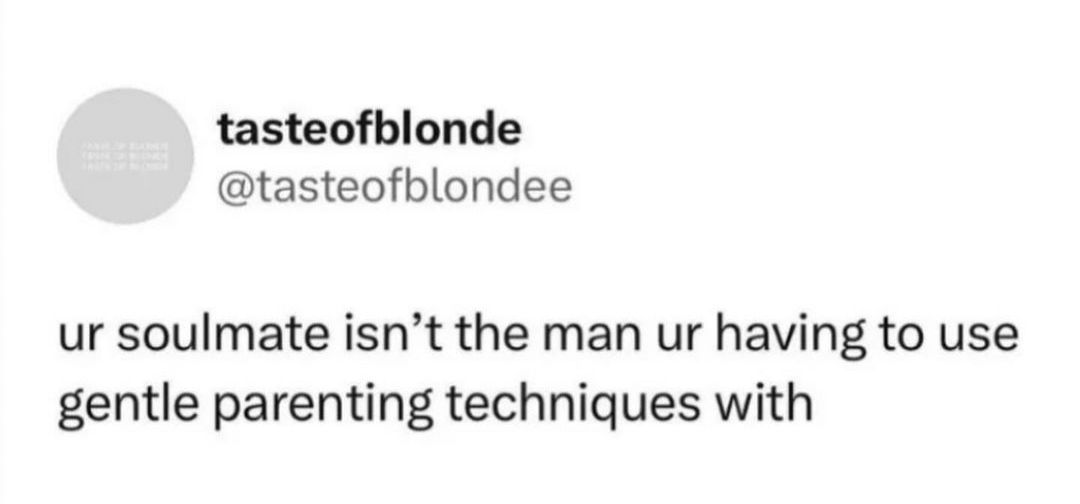 tasteofblonde
@tasteofblondee
ur soulmate isn’t the man ur having to use
gentle parenting techniques with